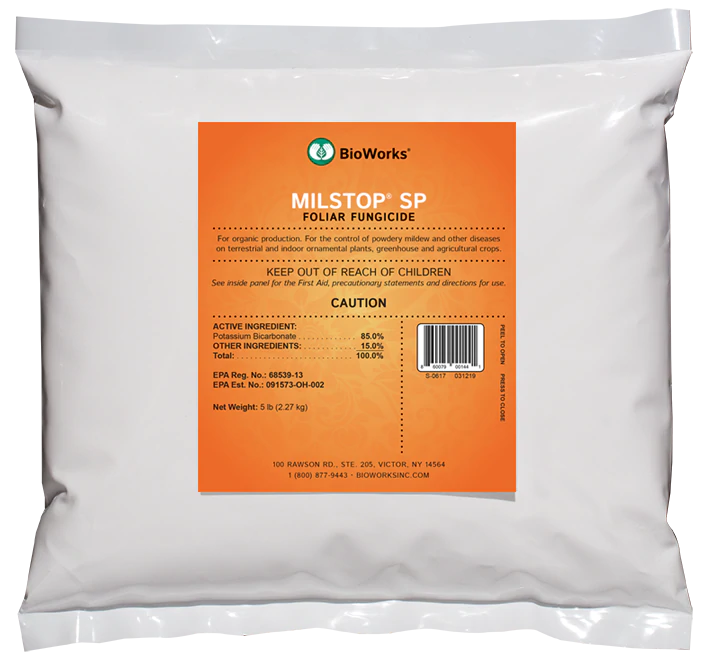 BioWorks®
MILSTOP® SP
FOLIAR FUNGICIDE
For organic production. For the control of powdery mildew and other diseases
on terrestrial and indoor ornamental plants, greenhouse and agricultural crops.
KEEP OUT OF REACH OF CHILDREN
See inside panel for the First Aid, precautionary statements and directions for use.
CAUTION
ACTIVE INGREDIENT:
Potassium Bicarbonate . . . . . . . . . . . . . . . . 85.0%
OTHER INGREDIENTS: . . . . . . . . . . . . . . . 15.0%
Total: . . . . . . . . . . . . . . . . . . . . . . . . . . . . 100.0%
EPA Reg. No.: 68539-13
EPA Est. No.: 091573-OH-002
Net Weight: 5 lb (2.27 kg)
S-0617 031219
PEEL TO OPEN PRESS TO CLOSE
100 RAWSON RD., STE. 205, VICTOR, NY 14564
1 (800) 877-9443 · BIOWORKSINC.COM